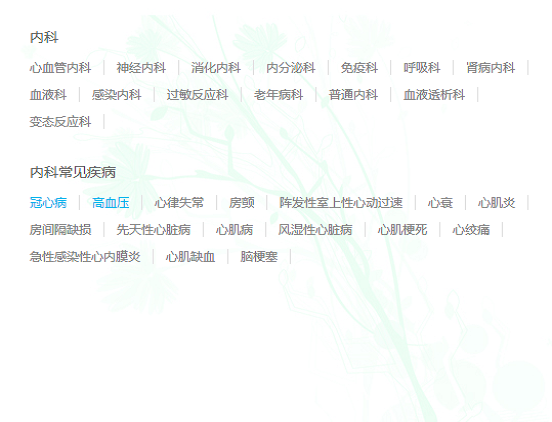 内科
心血管内科 | 神经内科 | 消化内科 | 内分泌科 | 免疫科 | 呼吸科 | 肾病内科 |
血液科 | 感染内科 | 过敏反应科 | 老年病科 | 普通内科 | 血液透析科 |
变态反应科 |
内科常见疾病
冠心病 | 高血压 | 心律失常 | 房颤 | 阵发性室上性心动过速 | 心衰 | 心肌炎 |
房间隔缺损 | 先天性心脏病 | 心肌病 | 风湿性心脏病 | 心肌梗死 | 心绞痛 |
急性感染性心内膜炎 | 心肌缺血 | 脑梗塞 |